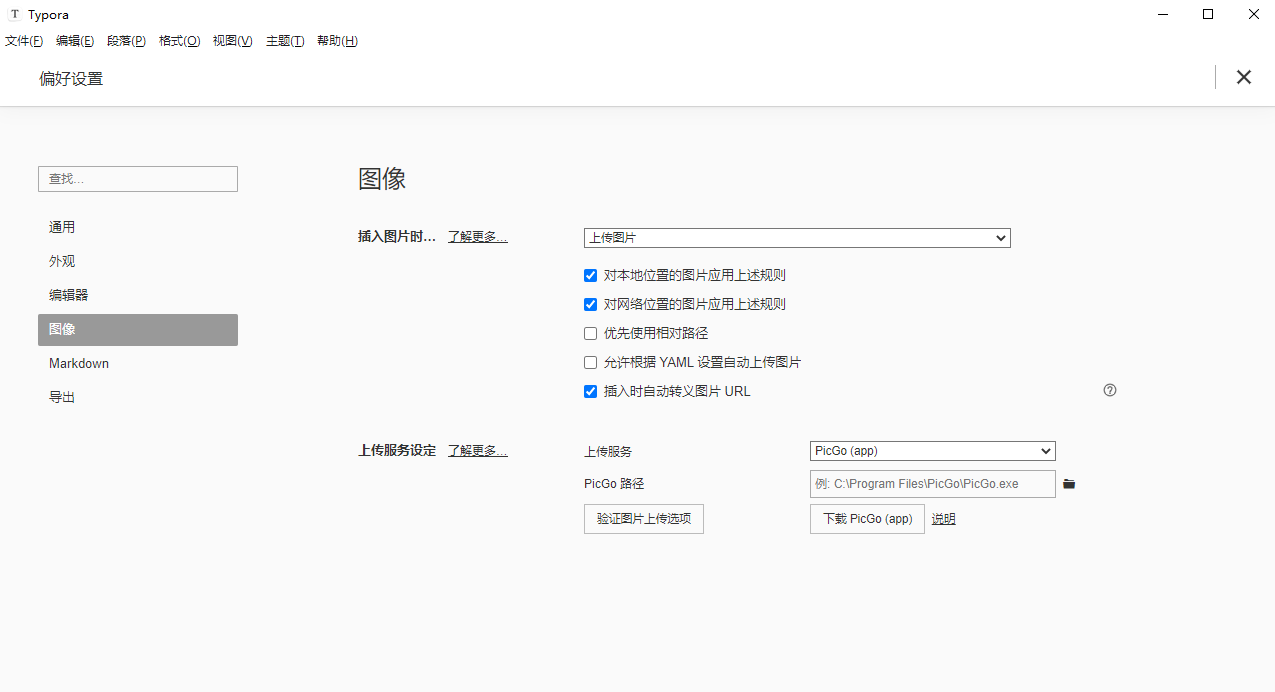 Typora
文件(F) 编辑(E) 段落(P) 格式(O) 视图(V) 主题(T) 帮助(H)
偏好设置
查找...
通用
外观
编辑器
图像
Markdown
导出
图像
插入图片时... 了解更多... 上传图片
对本地位置的图片应用上述规则
对网络位置的图片应用上述规则
优先使用相对路径
允许根据 YAML 设置自动上传图片
插入时自动转义图片 URL
上传服务设定 了解更多... 上传服务 PicGo (app)
PicGo 路径 例: C:\Program Files\PicGo\PicGo.exe
验证图片上传选项 下载 PicGo (app) 说明